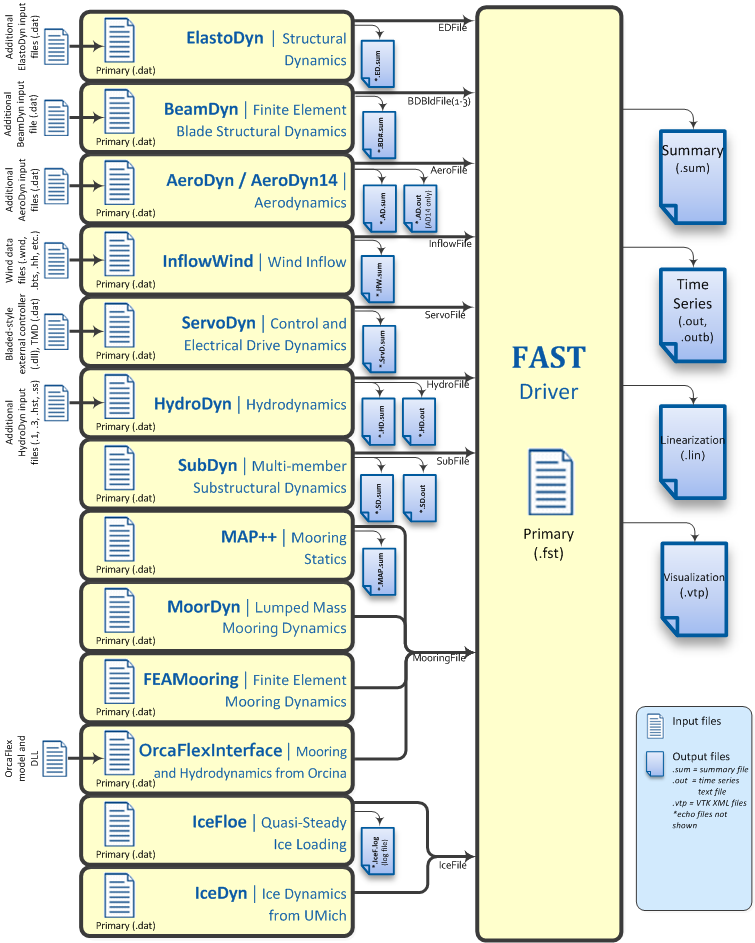 Additional
ElastoDyn input
files (.dat)
Primary (.dat)
ElastoDyn | Structural
Dynamics
*.ED.sum
EDFile
Additional
BeamDyn input
file (.dat)
Primary (.dat)
BeamDyn | Finite Element
Blade Structural Dynamics
*.BD#.sum
BDBldFile(1-3)
Additional
AeroDyn input
files (.dat)
Primary (.dat)
AeroDyn / AeroDyn14 |
Aerodynamics
*.AD.sum
*.AD.out
(AD14 only)
AeroFile
Wind data
files (.wnd,
.bts, .hh, etc.)
Primary (.dat)
InflowWind | Wind Inflow
*.IfW.sum
InflowFile
Bladed-style
external controller
(.dll), TMD (.dat)
Primary (.dat)
ServoDyn | Control and
Electrical Drive Dynamics
*.SrvD.sum
ServoFile
Additional
HydroDyn input
files (.1, .3, .hst, .ss)
Primary (.dat)
HydroDyn | Hydrodynamics
*.HD.sum
*.HD.out
HydroFile
Primary (.dat)
SubDyn | Multi-member
Substructural Dynamics
*.SD.sum
*.SD.out
SubFile
Primary (.dat)
MAP++ | Mooring
Statics
*.MAP.sum
Primary (.dat)
MoorDyn | Lumped Mass
Mooring Dynamics
MooringFile
Primary (.dat)
FEAMooring | Finite Element
Mooring Dynamics
OrcaFlex
model and
DLL
Primary (.dat)
OrcaFlexInterface | Mooring
and Hydrodynamics from Orcina
Primary (.dat)
IceFloe | Quasi-Steady
Ice Loading
*.IceF.log
(log file)
IceFile
Primary (.dat)
IceDyn | Ice Dynamics
from UMich
FAST
Driver
Primary
(.fst)
Summary
(.sum)
Time
Series
(.out,
.outb)
Linearization
(.lin)
Visualization
(.vtp)
Input files
Output files
.sum = summary file
.out = time series
text file
.vtp = VTK XML files
*echo files not
shown